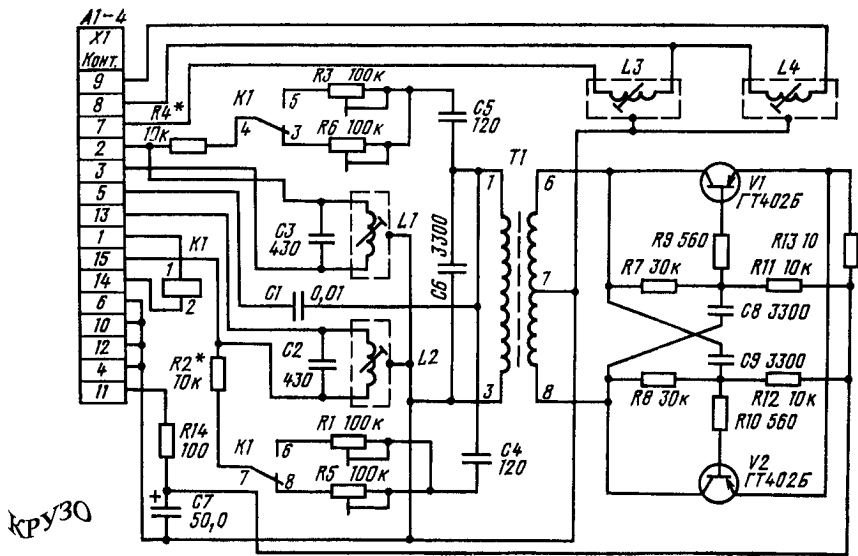 A1-4
X1
Конт.
9
8
7
2
3
5
13
1
15
14
6
10
12
4
11
R4*
10к
K1
4
5
3
R3 100к
R6 100к
C5
120
L3
L4
C3
430
L1
C6 3300
T1
1
3
6
7
8
K1
1
2
C1
0,01
C2
430
L2
R2*
10к
R14
100
+
C7
50,0
K1
7
6
8
R1 100к
R5 100к
C4
120
V1
ГТ402Б
R9 560
R13 10
R7 30к
R11 10к
C8 3300
C9 3300
R8 30к
R12 10к
R10 560
V2
ГТ402Б
КРУЗО